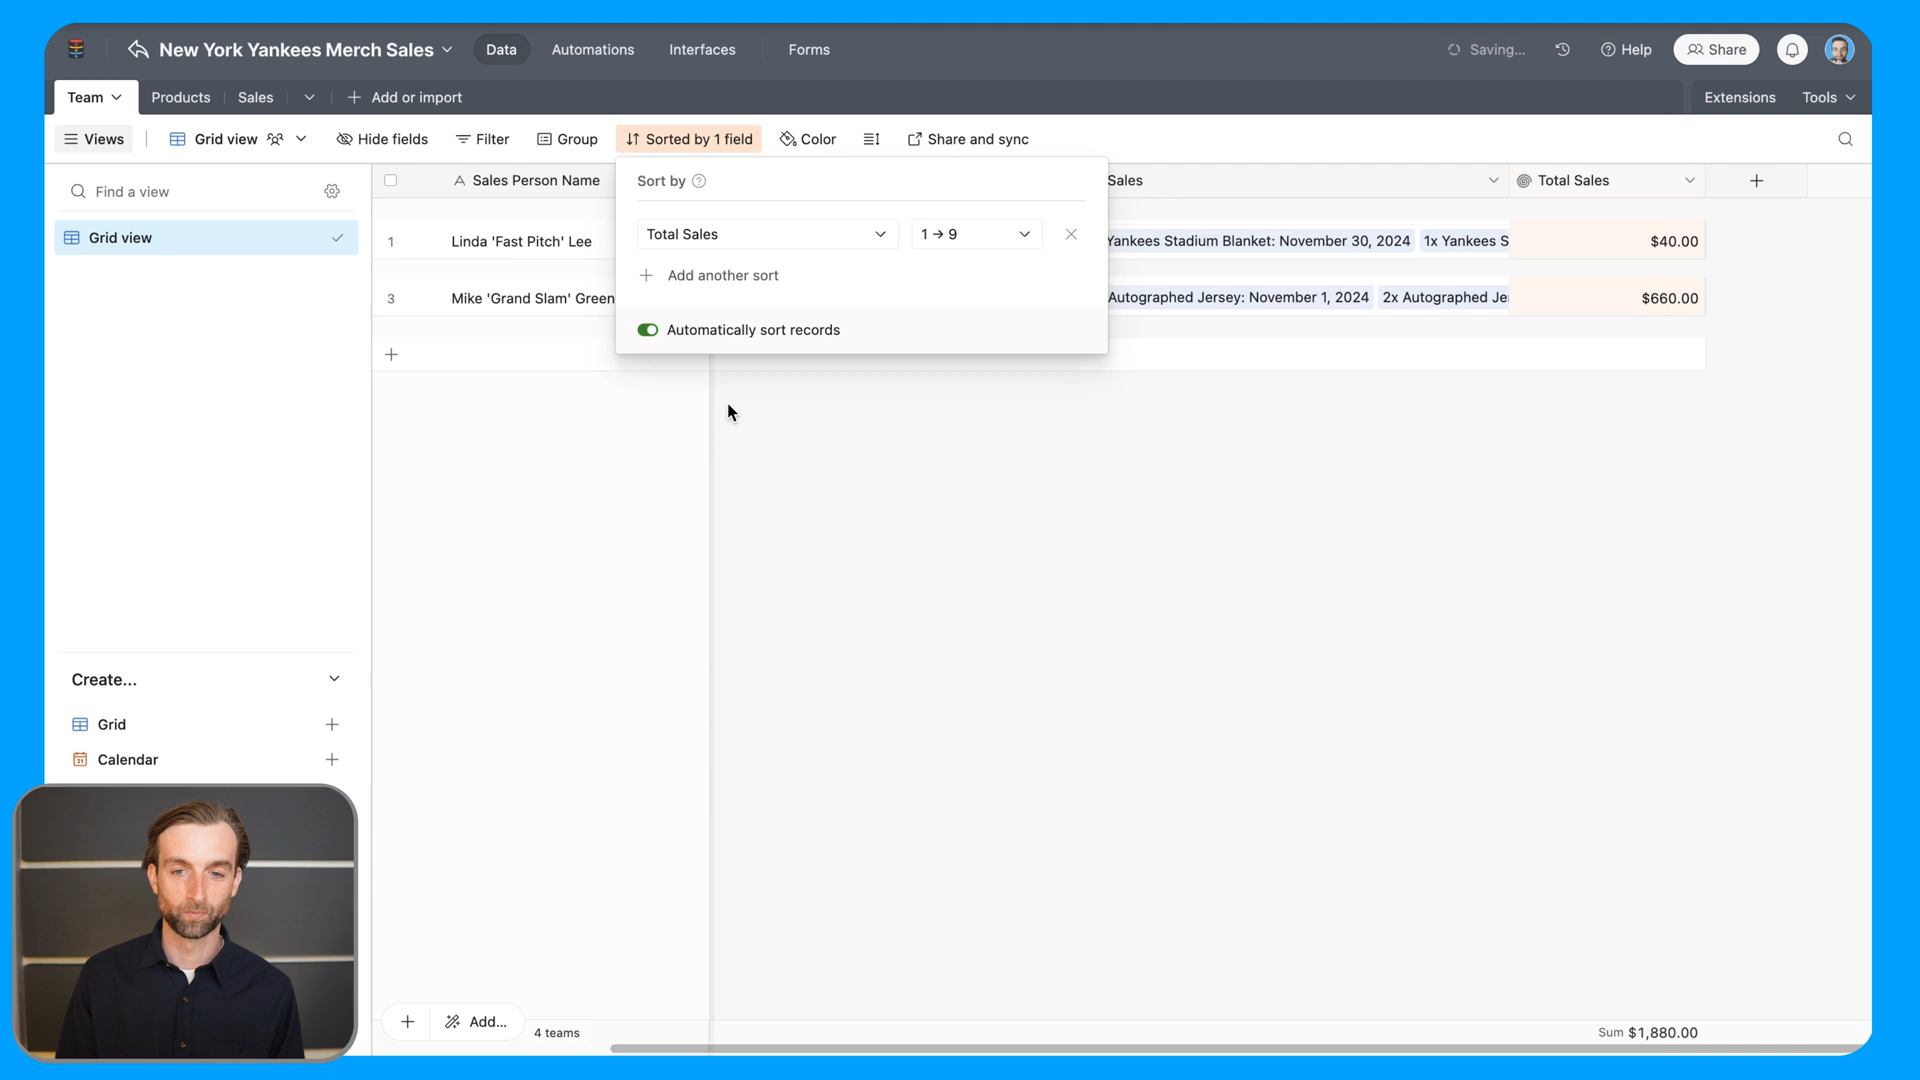 New York Yankees Merch Sales
Data
Automations
Interfaces
Forms
Saving...
Help
Share
Team
Products
Sales
Add or import
Extensions
Tools
Views
Grid view
Hide fields
Filter
Group
Sorted by 1 field
Color
Share and sync
Find a view
Grid view
Sales Person Name
Sort by
Sales
Total Sales
Total Sales
1 → 9
1
Linda 'Fast Pitch' Lee
Yankees Stadium Blanket: November 30, 2024
1x Yankees S
$40.00
Add another sort
3
Mike 'Grand Slam' Green
Autographed Jersey: November 1, 2024
2x Autographed Je
$660.00
Automatically sort records
Create...
Grid
Calendar
31
Add...
4 teams
Sum $1,880.00